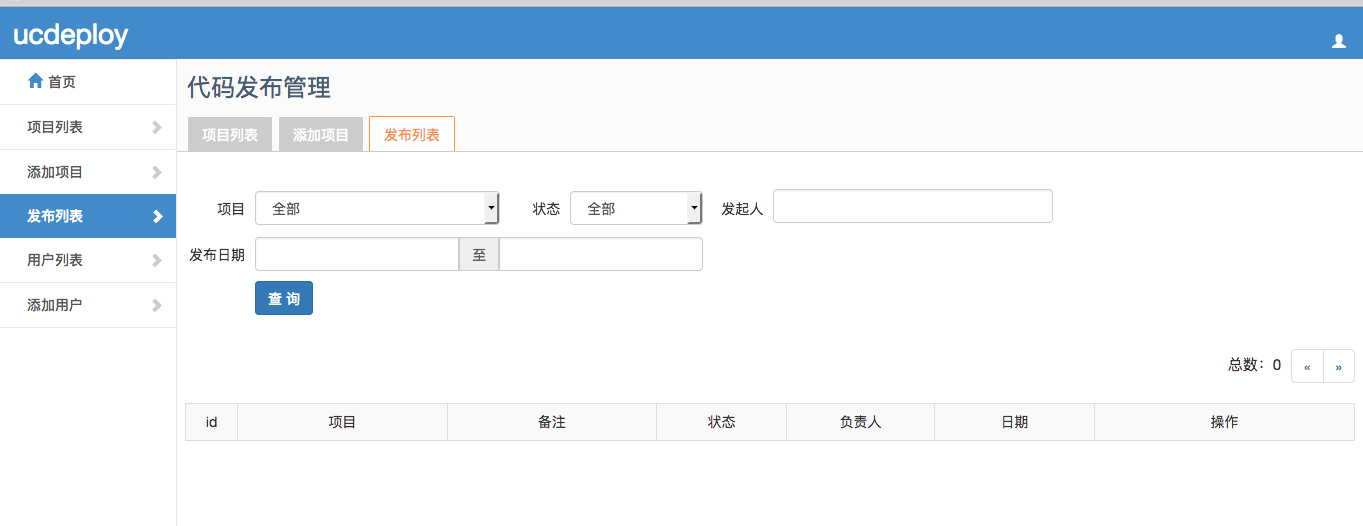 ucdeploy
首页
项目列表
添加项目
发布列表
用户列表
添加用户
代码发布管理
项目列表 添加项目 发布列表
项目 全部 状态 全部 发起人
发布日期 至
查 询
总数：0 « »
id 项目 备注 状态 负责人 日期 操作